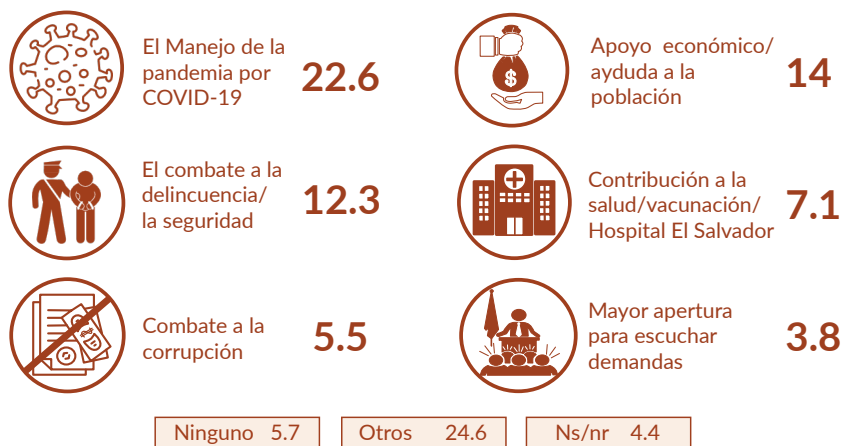 El Manejo de la
pandemia por
COVID-19
22.6
Apoyo económico/
ayduda a la
población
14
El combate a la
delincuencia/
la seguridad
12.3
Contribución a la
salud/vacunación/
Hospital El Salvador
7.1
Combate a la
corrupción
5.5
Mayor apertura
para escuchar
demandas
3.8
Ninguno 5.7
Otros 24.6
Ns/nr 4.4